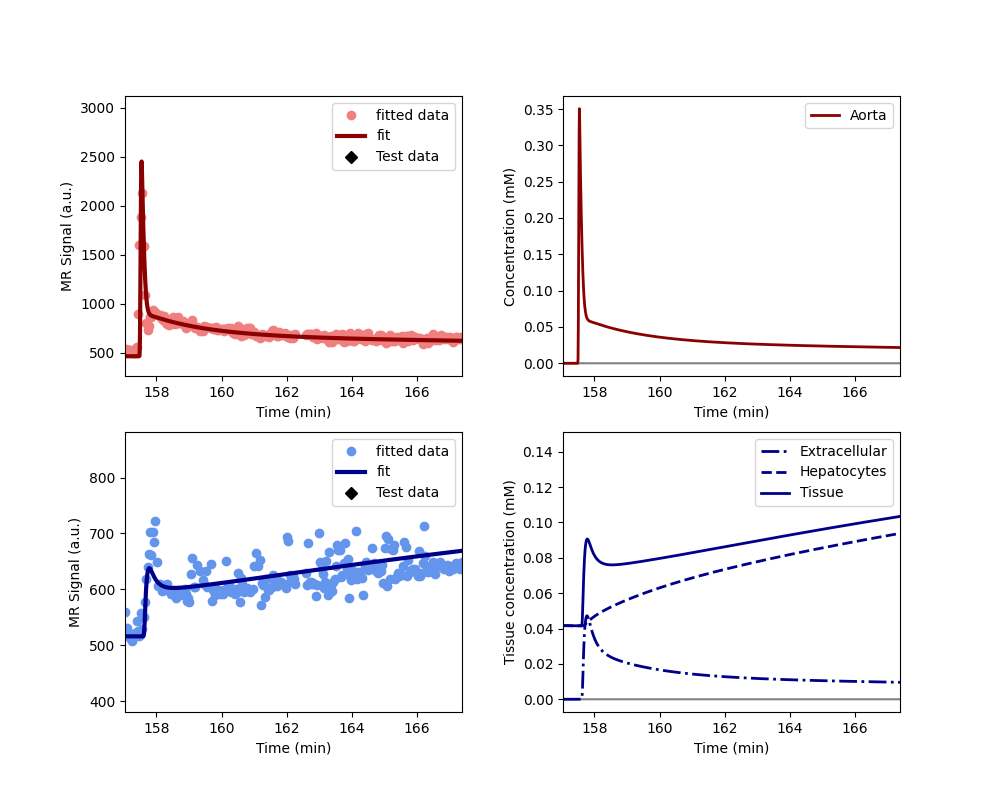 3000
2500
2000
1500
1000
500
MR Signal (a.u.)
158 160 162 164 166
Time (min)
fitted data
fit
Test data
0.35
0.30
0.25
0.20
0.15
0.10
0.05
0.00
Concentration (mM)
158 160 162 164 166
Time (min)
Aorta
800
700
600
500
400
MR Signal (a.u.)
158 160 162 164 166
Time (min)
fitted data
fit
Test data
0.14
0.12
0.10
0.08
0.06
0.04
0.02
0.00
Tissue concentration (mM)
158 160 162 164 166
Time (min)
Extracellular
Hepatocytes
Tissue